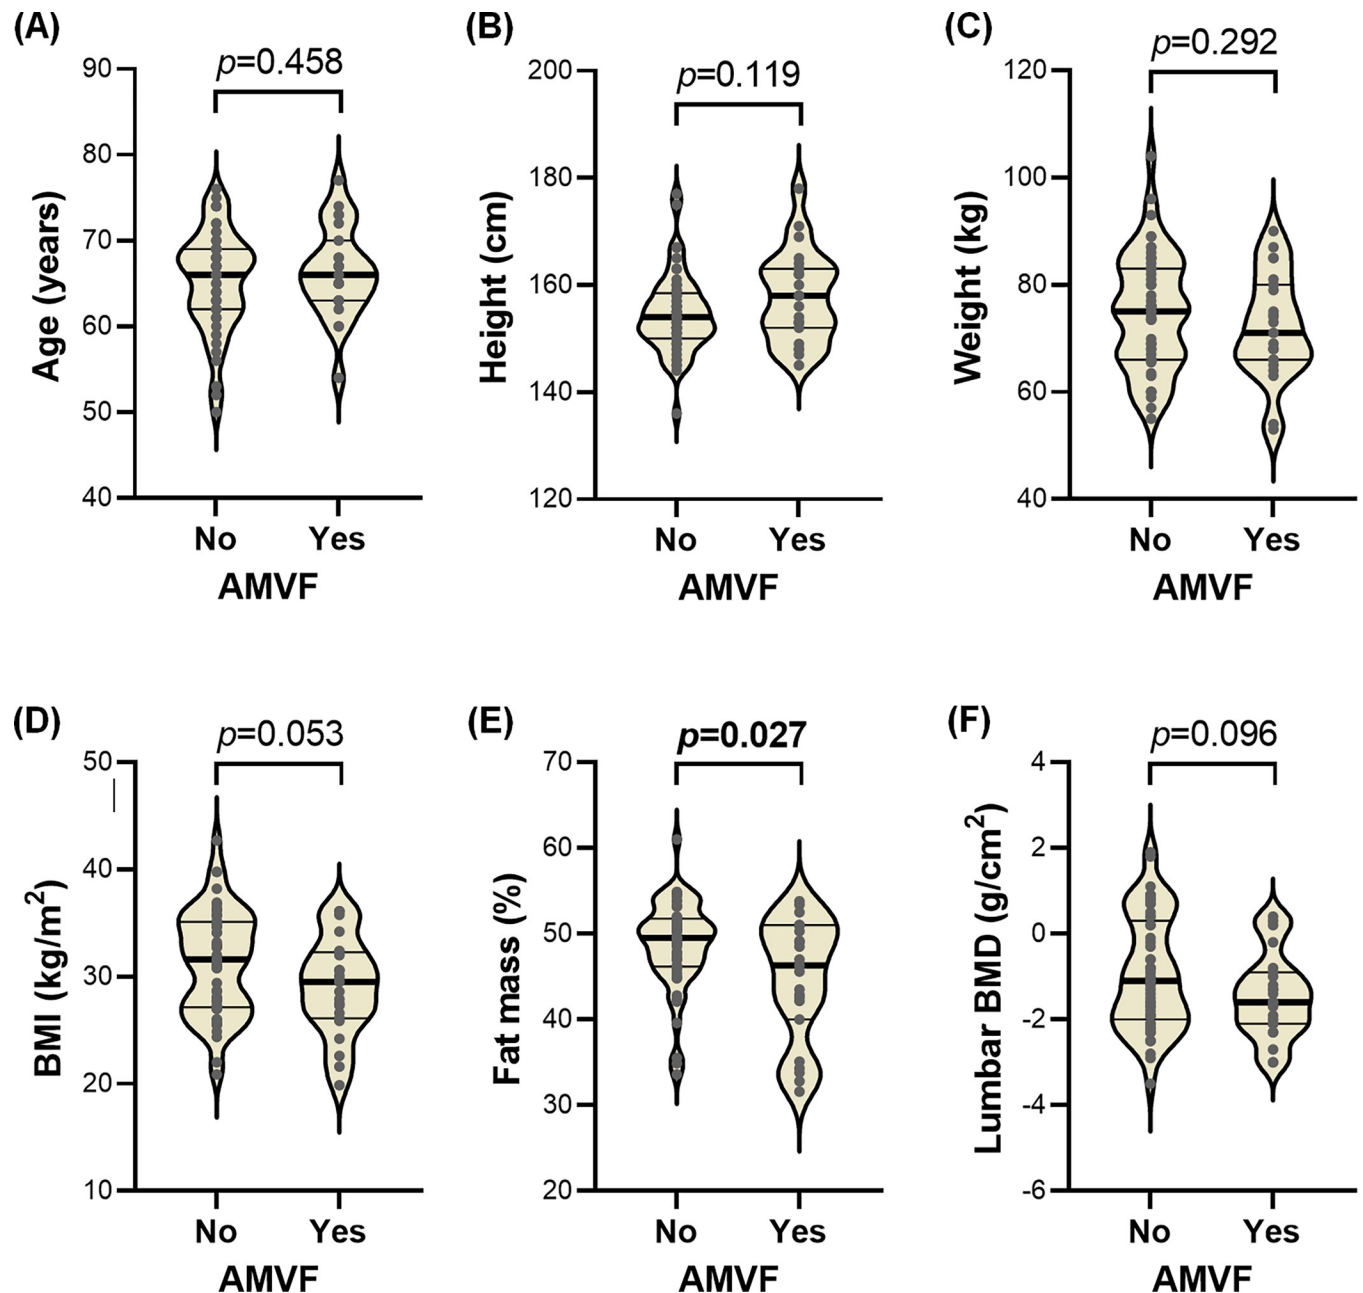 (A)
p=0.458
90
80
70
60
50
40
Age (years)
No Yes
AMVF
(B)
p=0.119
200
180
160
140
120
Height (cm)
No Yes
AMVF
(C)
p=0.292
120
100
80
60
40
Weight (kg)
No Yes
AMVF
(D)
p=0.053
50
40
30
20
10
BMI (kg/m²)
No Yes
AMVF
(E)
p=0.027
70
60
50
40
30
20
Fat mass (%)
No Yes
AMVF
(F)
p=0.096
4
2
0
-2
-4
-6
Lumbar BMD (g/cm²)
No Yes
AMVF